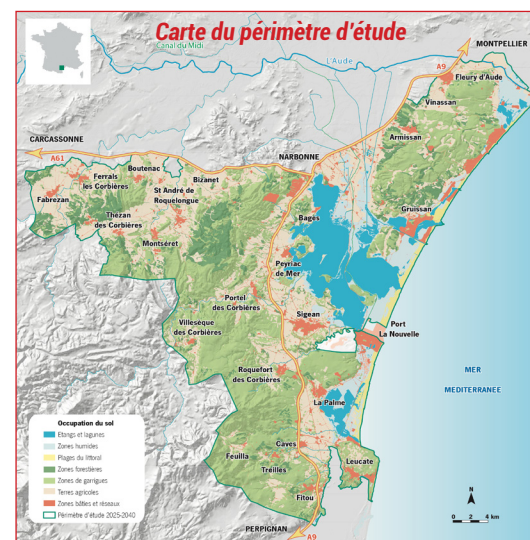 Carte du périmètre d'étude
Canal du Midi
MONTPELLIER
L'Aude
A9
Fleury d'Aude
Vinassan
Armissan
CARCASSONNE
A61
NARBONNE
Boutenac
Bizanet
Ferrals
les Corbières
St André de
Roquelongue
Fabrezan
Thézan
des Corbières
Montséret
Bages
Gruissan
Peyriac
de Mer
Portel
des Corbières
Sigean
Villesèque
des Corbières
Port
La Nouvelle
Roquefort
des Corbières
MER
MEDITERRANEE
La Palme
Caves
Feuilla
Treilles
Leucate
Fitou
PERPIGNAN
A9
Occupation du sol
Etangs et lagunes
Zones humides
Plages du littoral
Zones forestières
Zones de garrigues
Terres agricoles
Zones bâties et réseaux
Périmètre d'étude 2025-2040
N
0 2 4 km